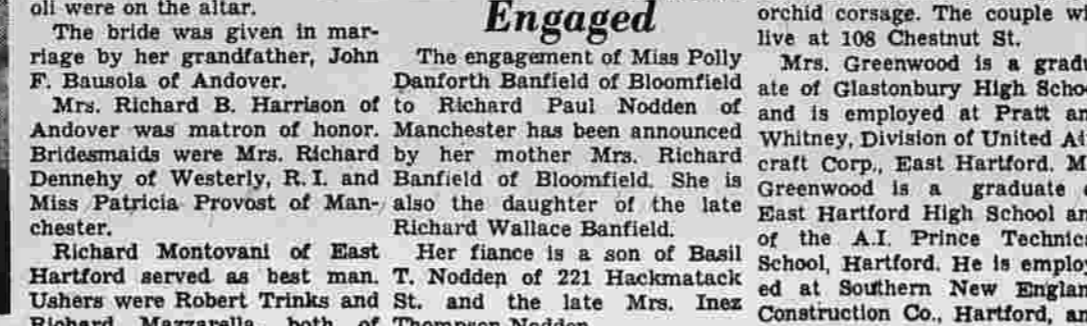 oli were on the altar.
The bride was given in mar-
riage by her grandfather, John
F. Bausola of Andover.
Mrs. Richard B. Harrison of
Andover was matron of honor.
Bridesmaids were Mrs. Richard
Dennehy of Westerly, R. I. and
Miss Patricia Provost of Man-
chester.
Richard Montovani of East
Hartford served as best man.
Ushers were Robert Trinks and
Richard Mazzarella, both of
Engaged
The engagement of Miss Polly
Danforth Banfield of Bloomfield
to Richard Paul Nodden of
Manchester has been announced
by her mother Mrs. Richard
Banfield of Bloomfield. She is
also the daughter of the late
Richard Wallace Banfield.
Her fiance is a son of Basil
T. Nodden of 221 Hackmatack
St. and the late Mrs. Inez
Thompson Nodden.
orchid corsage. The couple wi
live at 108 Chestnut St.
Mrs. Greenwood is a gradu
ate of Glastonbury High Scho
and is employed at Pratt an
Whitney, Division of United Ai
craft Corp., East Hartford. M
Greenwood is a graduate
East Hartford High School an
of the A.I. Prince Technic
School, Hartford. He is employ
ed at Southern New Englan
Construction Co., Hartford, an